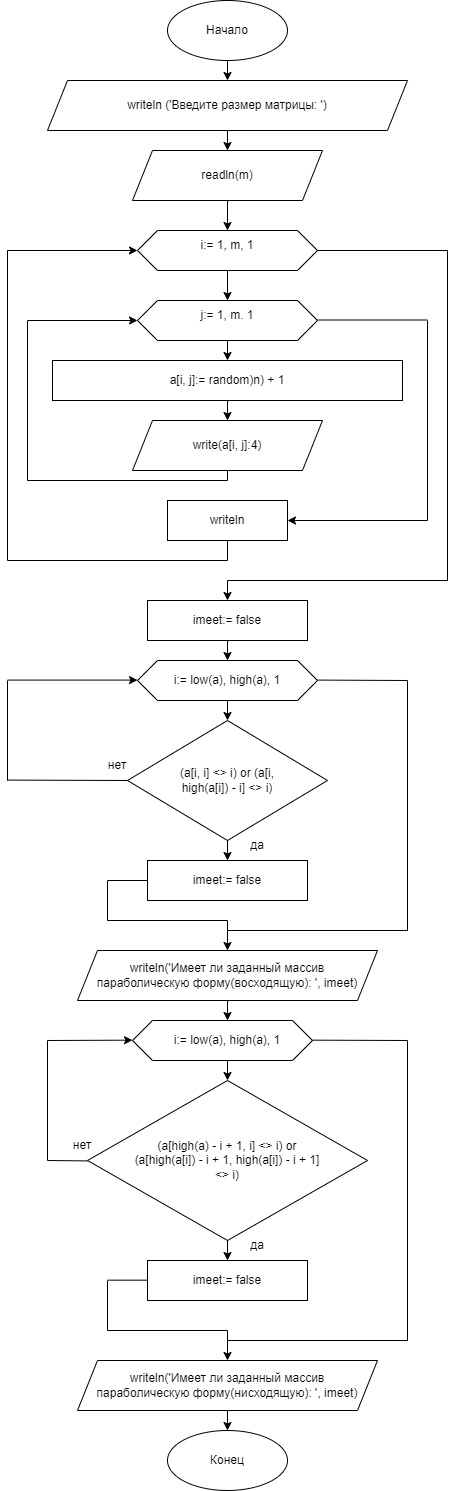 Начало
writeln ('Введите размер матрицы: ')
readln(m)
i:= 1, m, 1
j:= 1, m. 1
a[i, j]:= random)n) + 1
write(a[i, j]:4)
writeln
imeet:= false
i:= low(a), high(a), 1
нет
(a[i, i] <> i) or (a[i,
high(a[i]) - i] <> i)
да
imeet:= false
writeln('Имеет ли заданный массив
параболическую форму(восходящую): ', imeet)
i:= low(a), high(a), 1
нет
(a[high(a) - i + 1, i] <> i) or
(a[high(a[i]) - i + 1, high(a[i]) - i + 1]
<> i)
да
imeet:= false
writeln('Имеет ли заданный массив
параболическую форму(нисходящую): ', imeet)
Конец